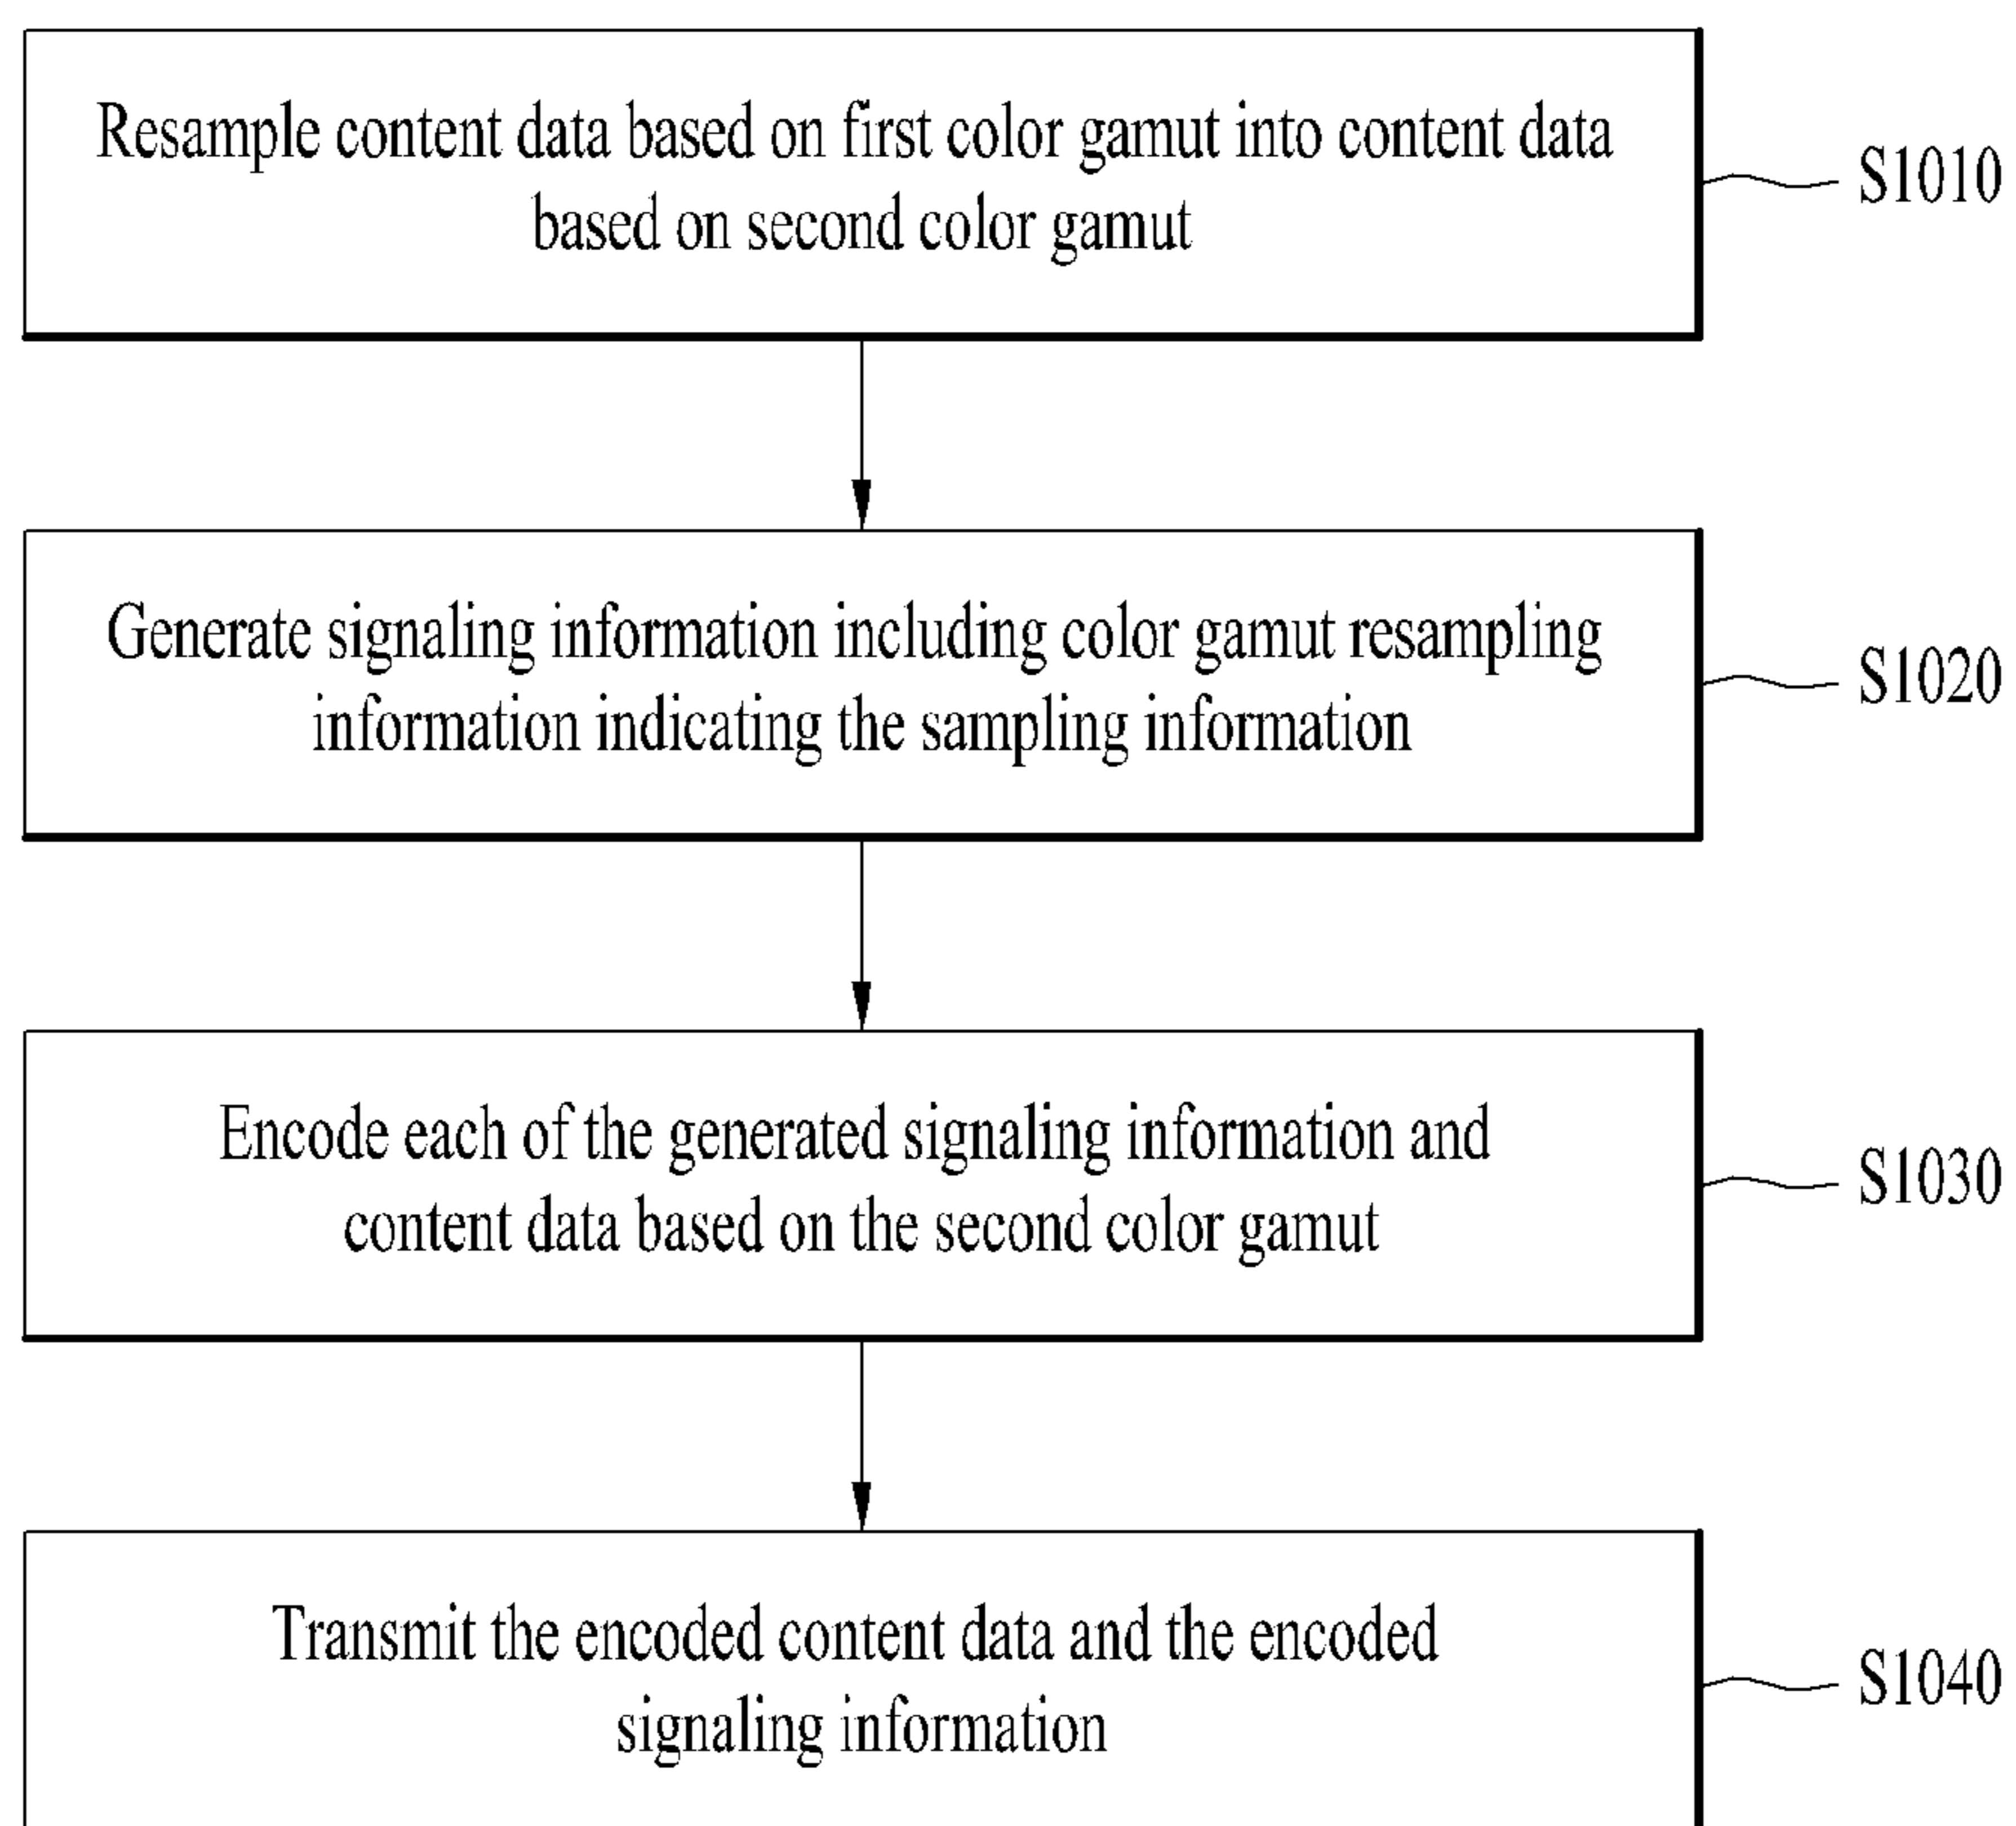 Resample content data based on first color gamut into content data
based on second color gamut
S1010
Generate signaling information including color gamut resampling
information indicating the sampling information
S1020
Encode each of the generated signaling information and
content data based on the second color gamut
S1030
Transmit the encoded content data and the encoded
signaling information
S1040